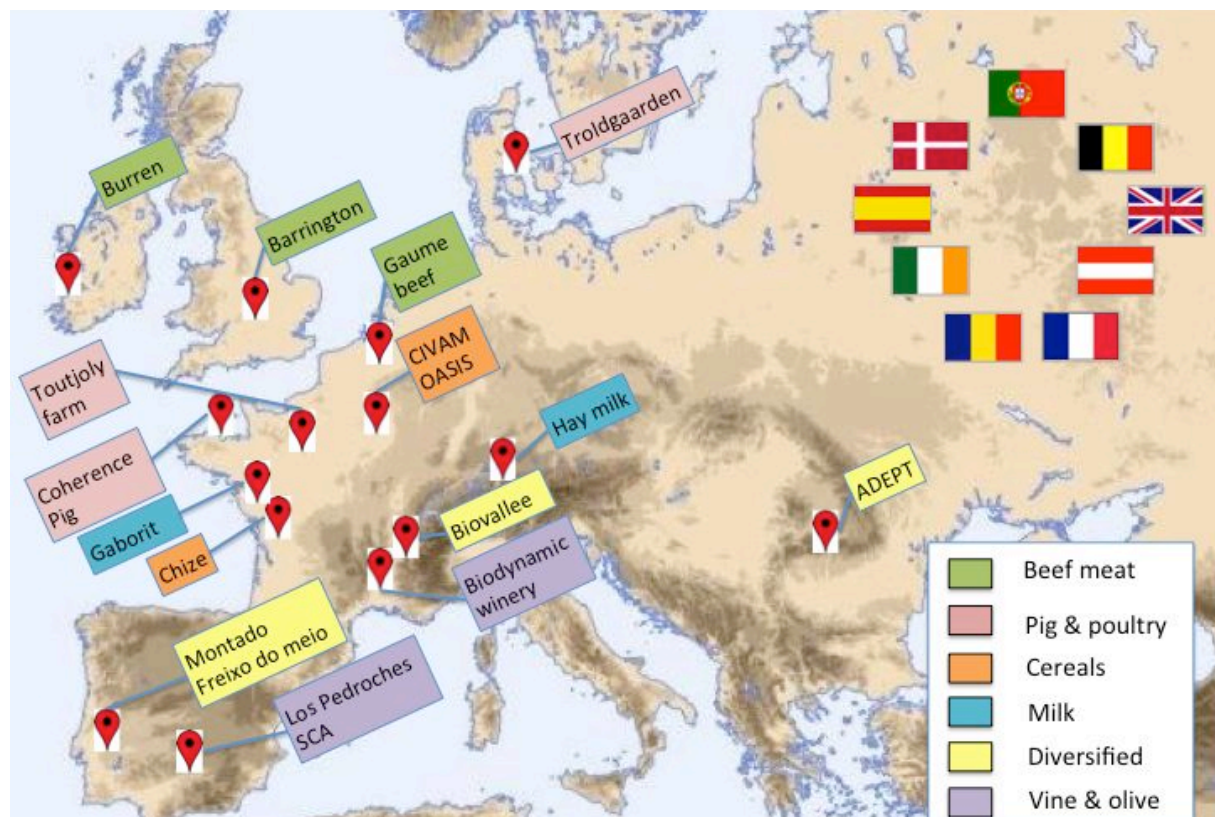 Troldgaarden
Burren
Barrington
Gaume
beef
CIVAM
OASIS
Toutjoly
farm
Hay milk
Coherence
Pig
ADEPT
Biovallee
Gaborit
Chize
Biodynamic
winery
Montado
Freixo do meio
Los Pedroches
SCA
Beef meat
Pig & poultry
Cereals
Milk
Diversified
Vine & olive